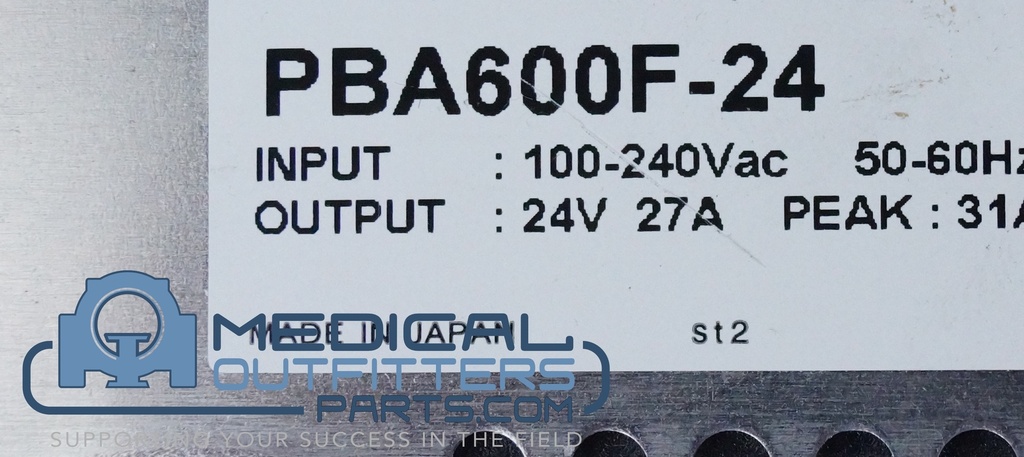 PBA600F-24
INPUT : 100-240Vac 50-60Hz
OUTPUT : 24V 27A PEAK : 31A
MADE IN JAPAN st2
MEDICAL
OUTFITTERS
PARTS.COM
SUPPORTING YOUR SUCCESS IN THE FIELD